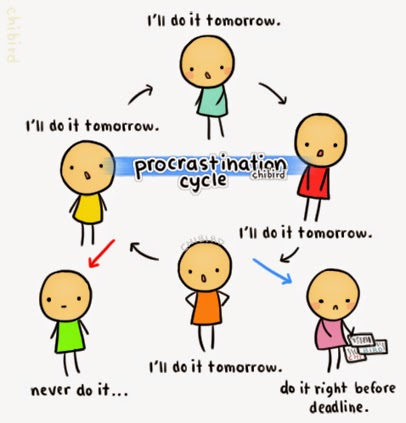 chibird
I'll do it tomorrow.
I'll do it tomorrow.
procrastination
cycle
chibird
I'll do it tomorrow.
CHIBIRD
I'll do it tomorrow.
never do it...
do it right before
deadline.